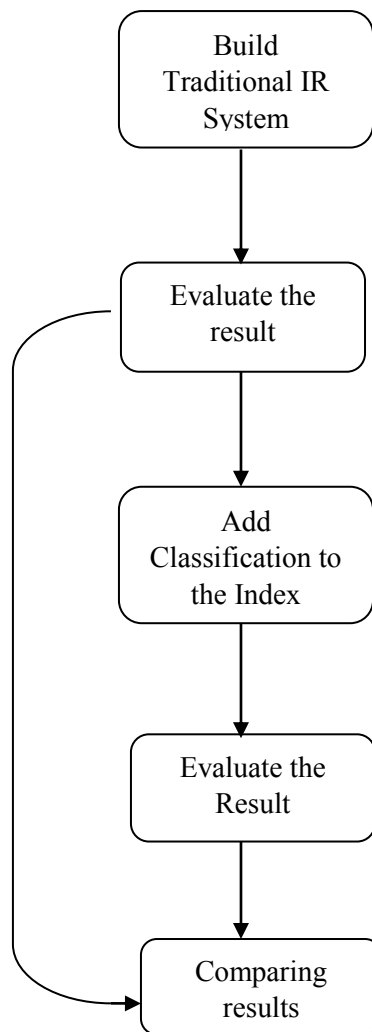 Build
Traditional IR
System
Evaluate the
result
Add
Classification to
the Index
Evaluate the
Result
Comparing
results